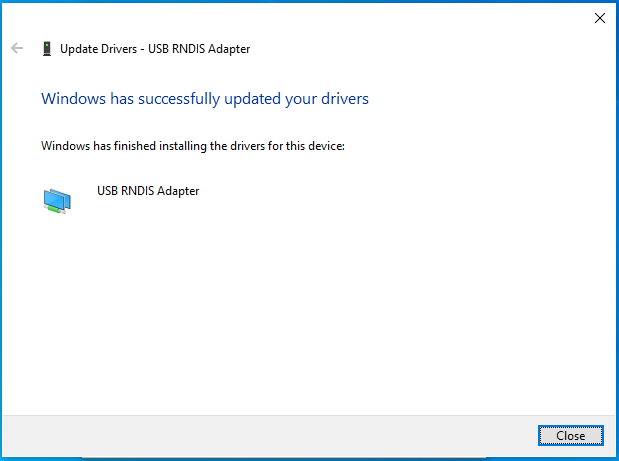 Update Drivers - USB RNDIS Adapter
Windows has successfully updated your drivers
Windows has finished installing the drivers for this device:
USB RNDIS Adapter
Close